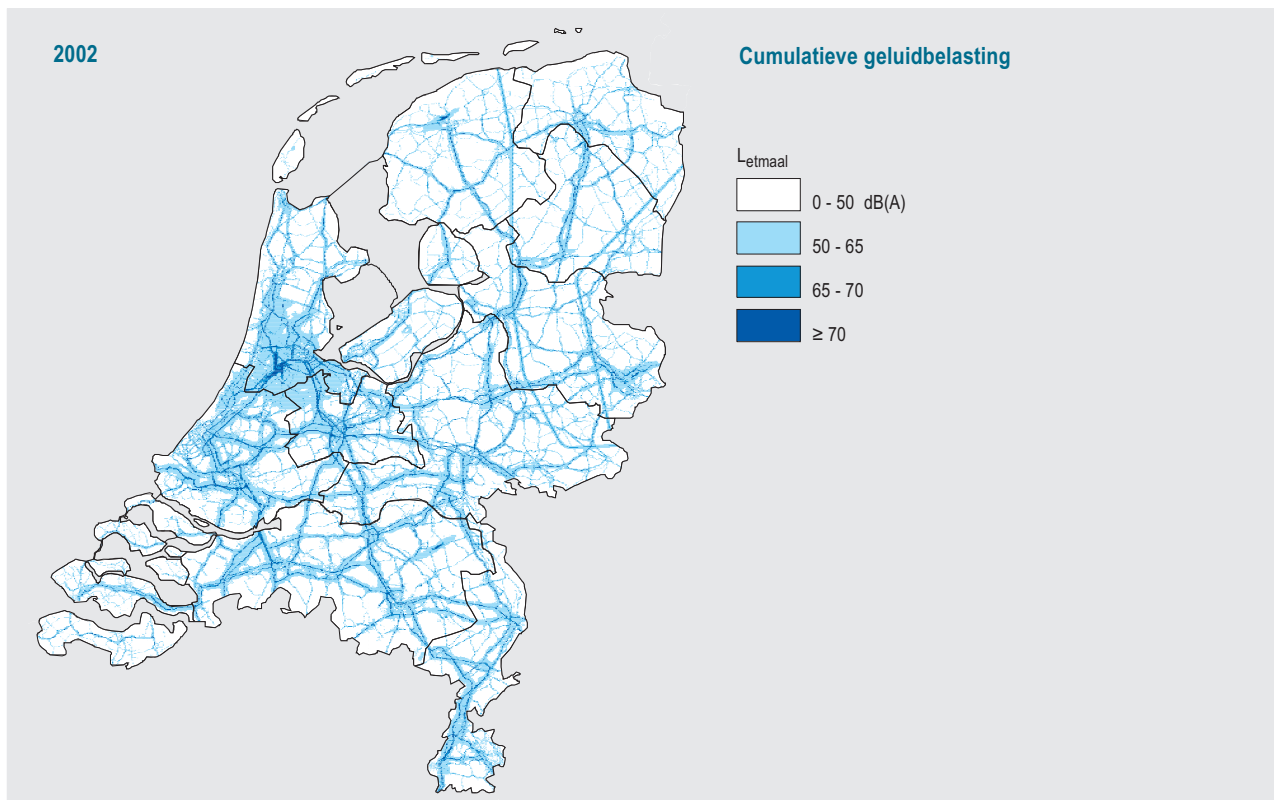 2002
Cumulatieve geluidbelasting
Letmaal
0 - 50 dB(A)
50 - 65
65 - 70
≥ 70